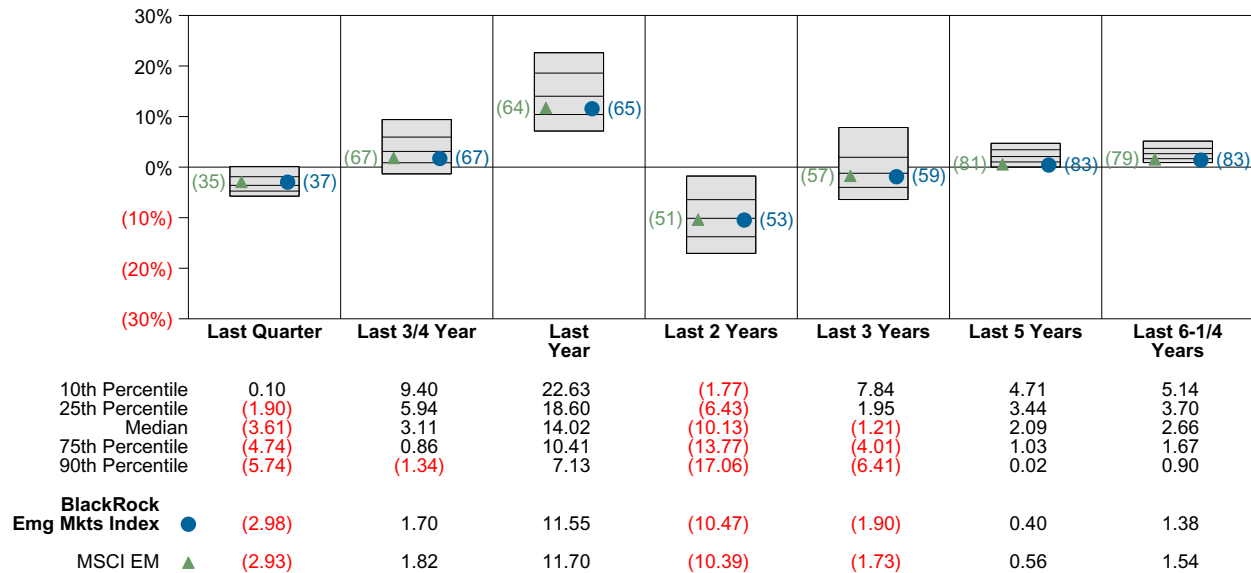 30%
20%
10%
0%
(10%)
(20%)
(30%)
(35) (37)
(67) (67)
(64) (65)
(51) (53)
(57) (59)
(81) (83)
(79) (83)
Last Quarter Last 3/4 Year Last Year Last 2 Years Last 3 Years Last 5 Years Last 6-1/4 Years
10th Percentile 0.10 9.40 22.63 (1.77) 7.84 4.71 5.14
25th Percentile (1.90) 5.94 18.60 (6.43) 1.95 3.44 3.70
Median (3.61) 3.11 14.02 (10.13) (1.21) 2.09 2.66
75th Percentile (4.74) 0.86 10.41 (13.77) (4.01) 1.03 1.67
90th Percentile (5.74) (1.34) 7.13 (17.06) (6.41) 0.02 0.90
BlackRock
Emg Mkts Index (2.98) 1.70 11.55 (10.47) (1.90) 0.40 1.38
MSCI EM (2.93) 1.82 11.70 (10.39) (1.73) 0.56 1.54